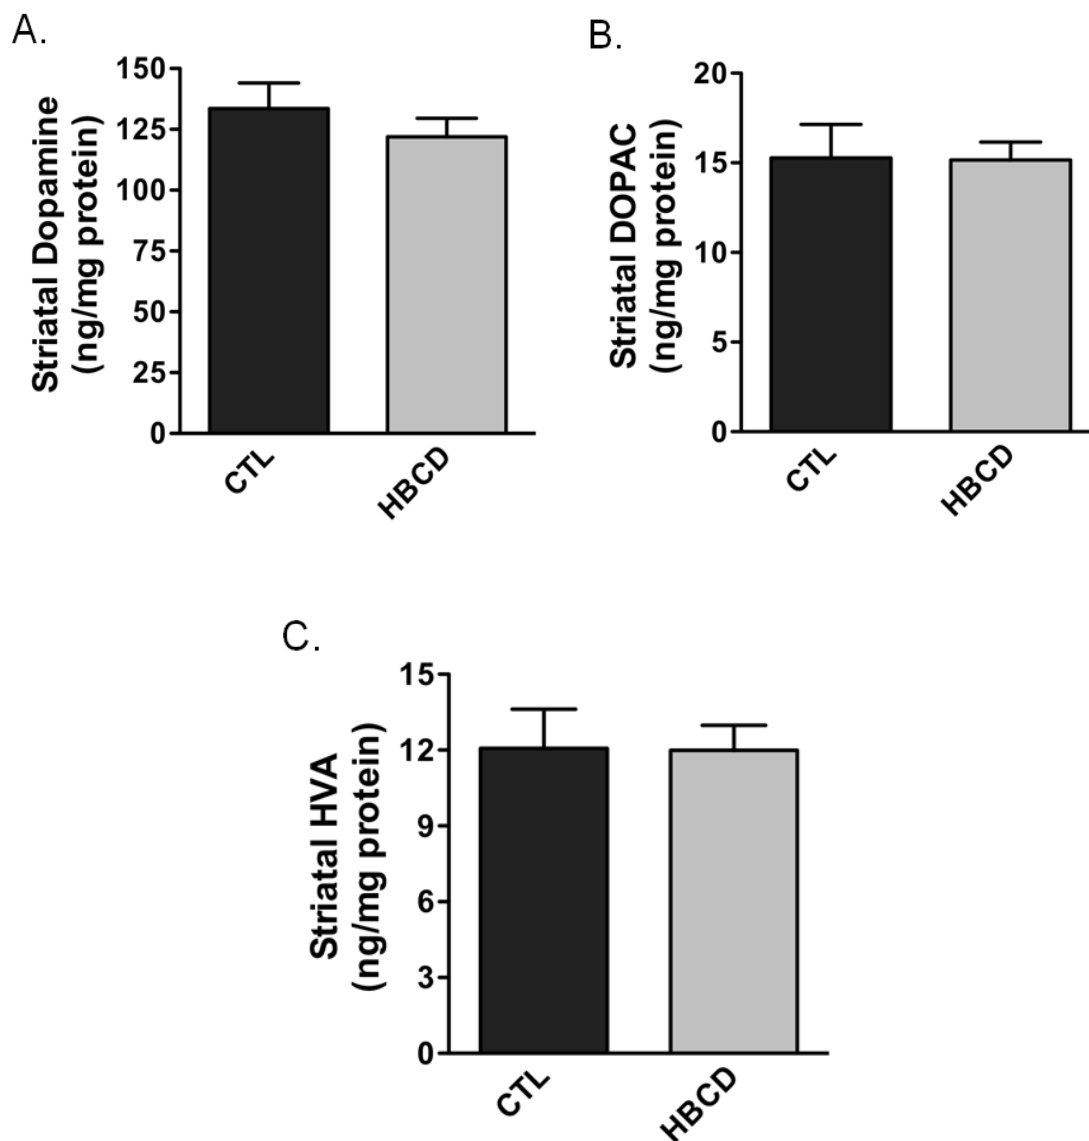 A.
Striatal Dopamine
(ng/mg protein)
150
125
100
75
50
25
0
CTL
HBCD
B.
Striatal DOPAC
(ng/mg protein)
20
15
10
5
0
CTL
HBCD
C.
Striatal HVA
(ng/mg protein)
15
12
9
6
3
0
CTL
HBCD